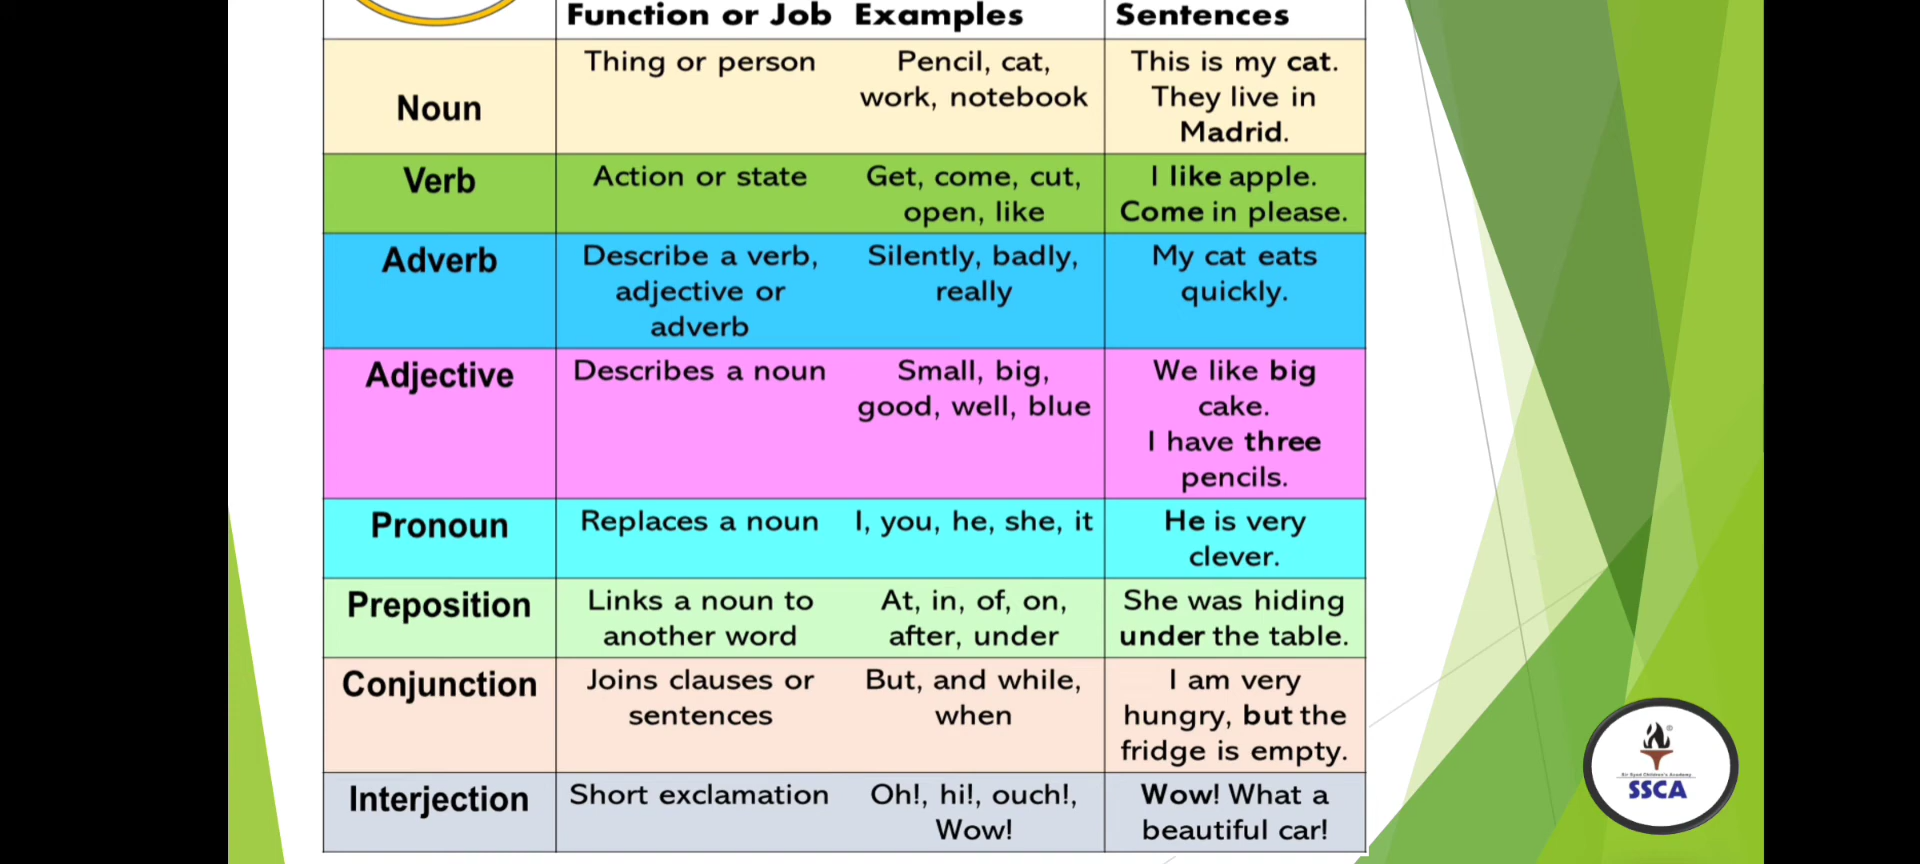 Function or Job Examples Sentences
Noun
Thing or person
Pencil, cat,
work, notebook
This is my cat.
They live in
Madrid.
Verb
Action or state
Get, come, cut,
open, like
I like apple.
Come in please.
Adverb
Describe a verb,
adjective or
adverb
Silently, badly,
really
My cat eats
quickly.
Adjective
Describes a noun
Small, big,
good, well, blue
We like big
cake.
I have three
pencils.
Pronoun
Replaces a noun
I, you, he, she, it
He is very
clever.
Preposition
Links a noun to
another word
At, in, of, on,
after, under
She was hiding
under the table.
Conjunction
Joins clauses or
sentences
But, and while,
when
I am very
hungry, but the
fridge is empty.
Interjection
Short exclamation
Oh!, hi!, ouch!,
Wow!
Wow! What a
beautiful car!
©
Sir Syed Children's Academy
SSCA